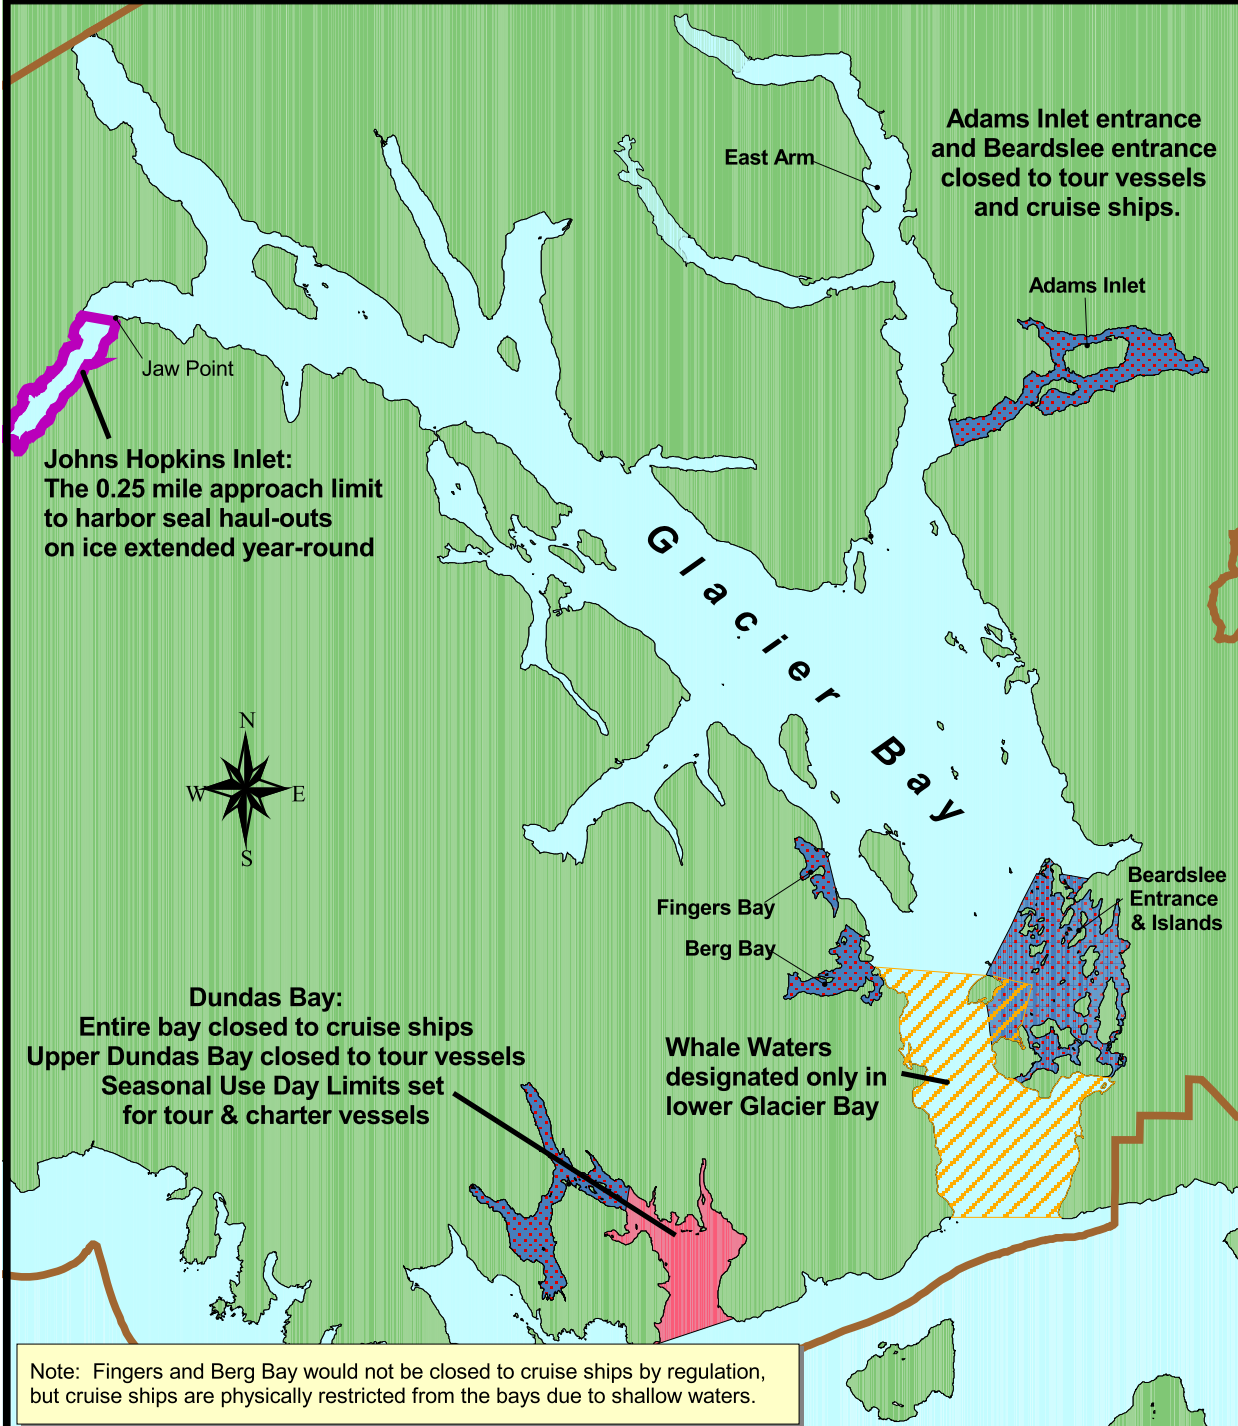 East Arm
Adams Inlet entrance
and Beardslee entrance
closed to tour vessels
and cruise ships.
Adams Inlet
Jaw Point
Johns Hopkins Inlet:
The 0.25 mile approach limit
to harbor seal haul-outs
on ice extended year-round
Glacier Bay
N
W
E
S
Beardslee
Entrance
& Islands
Fingers Bay
Berg Bay
Dundas Bay:
Entire bay closed to cruise ships
Upper Dundas Bay closed to tour vessels
Seasonal Use Day Limits set
for tour & charter vessels
Whale Waters
designated only in
lower Glacier Bay
Note:  Fingers and Berg Bay would not be closed to cruise ships by regulation,
but cruise ships are physically restricted from the bays due to shallow waters.